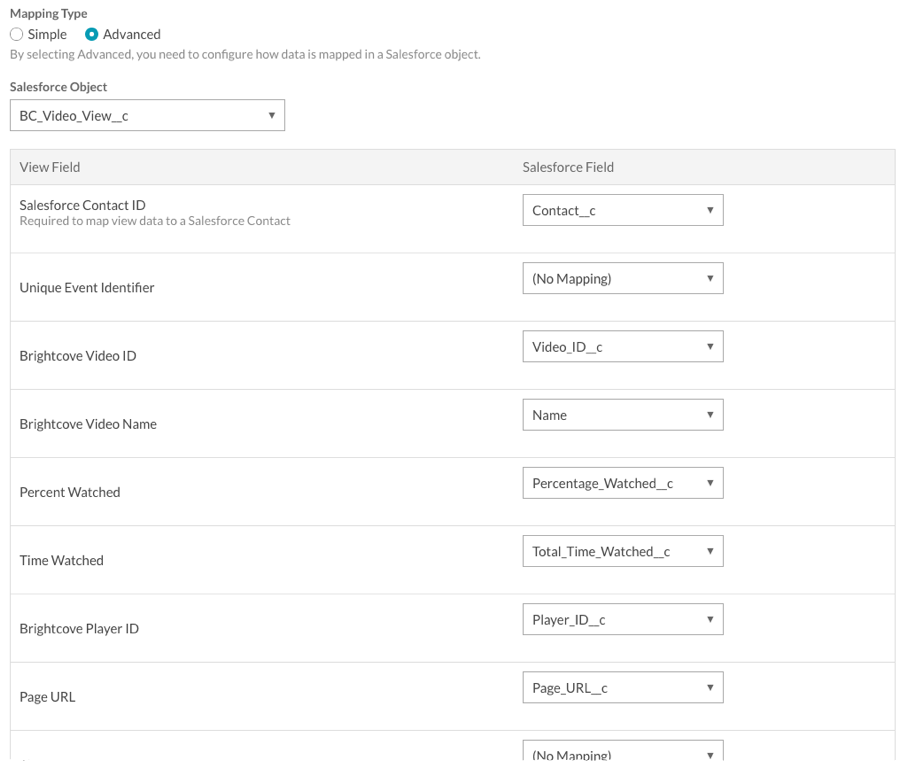 Mapping Type
Simple Advanced
By selecting Advanced, you need to configure how data is mapped in a Salesforce object.
Salesforce Object
BC_Video_View__c
View Field Salesforce Field
Salesforce Contact ID Contact__c
Required to map view data to a Salesforce Contact
Unique Event Identifier (No Mapping)
Brightcove Video ID Video_ID__c
Brightcove Video Name Name
Percent Watched Percentage_Watched__c
Time Watched Total_Time_Watched__c
Brightcove Player ID Player_ID__c
Page URL Page_URL__c
(No Mapping)